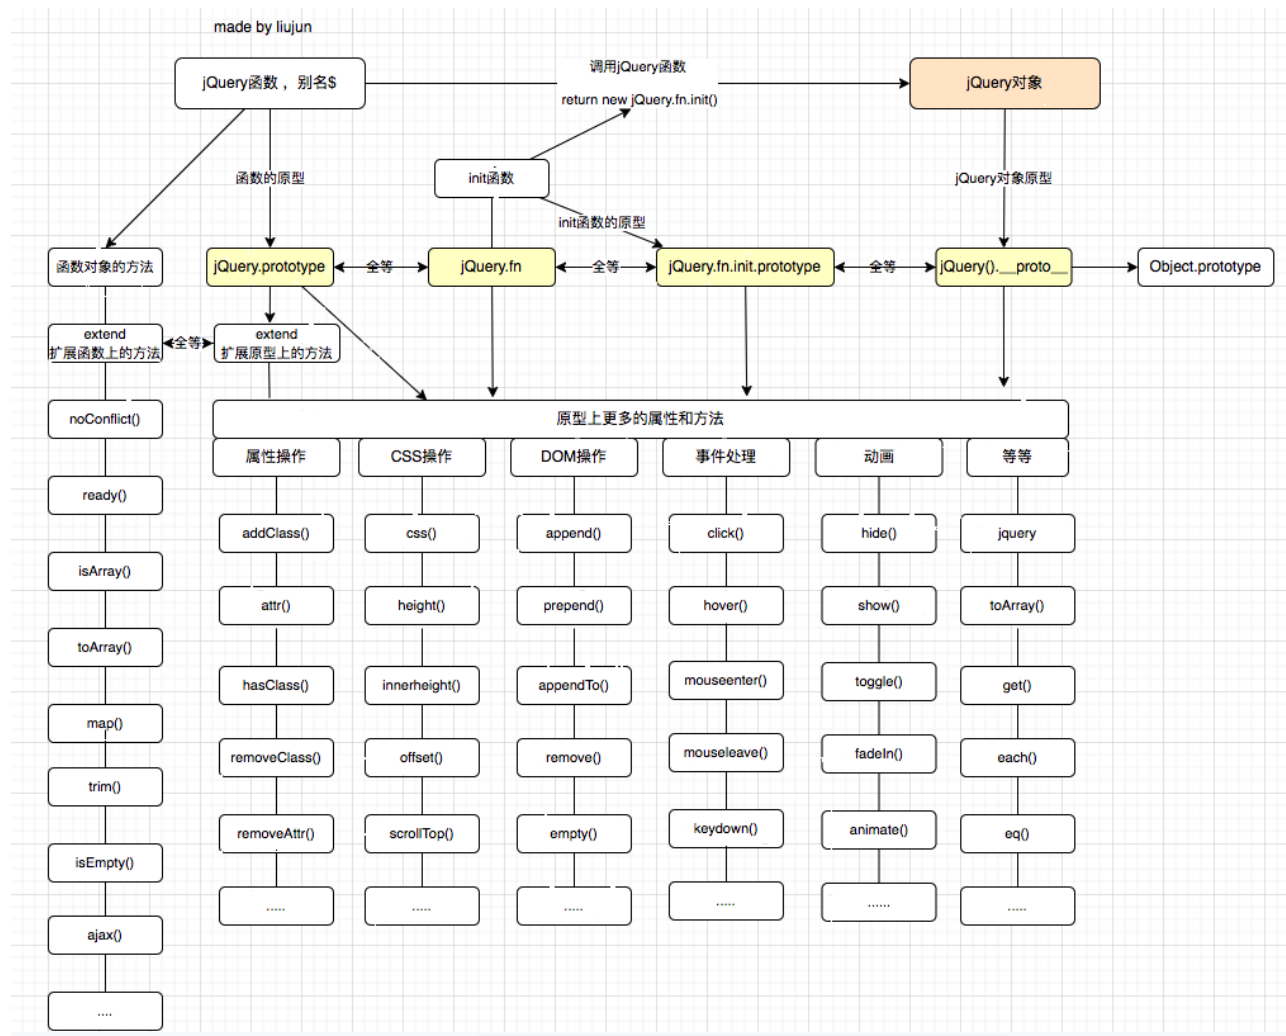 made by liujun
jQuery函数，别名$
调用jQuery函数
return new jQuery.fn.init()
jQuery对象
init函数
函数的原型
jQuery对象原型
init函数的原型
函数对象的方法
jQuery.prototype
全等
jQuery.fn
全等
jQuery.fn.init.prototype
全等
jQuery().__proto__
Object.prototype
extend
扩展函数上的方法
全等
extend
扩展原型上的方法
原型上更多的属性和方法
属性操作
CSS操作
DOM操作
事件处理
动画
等等
noConflict()
ready()
isArray()
toArray()
map()
trim()
isEmpty()
ajax()
....
addClass()
attr()
hasClass()
removeClass()
removeAttr()
.....
css()
height()
innerheight()
offset()
scrollTop()
.....
append()
prepend()
appendTo()
remove()
empty()
.....
click()
hover()
mouseenter()
mouseleave()
keydown()
.....
hide()
show()
toggle()
fadeIn()
animate()
......
jquery
toArray()
get()
each()
eq()
.....